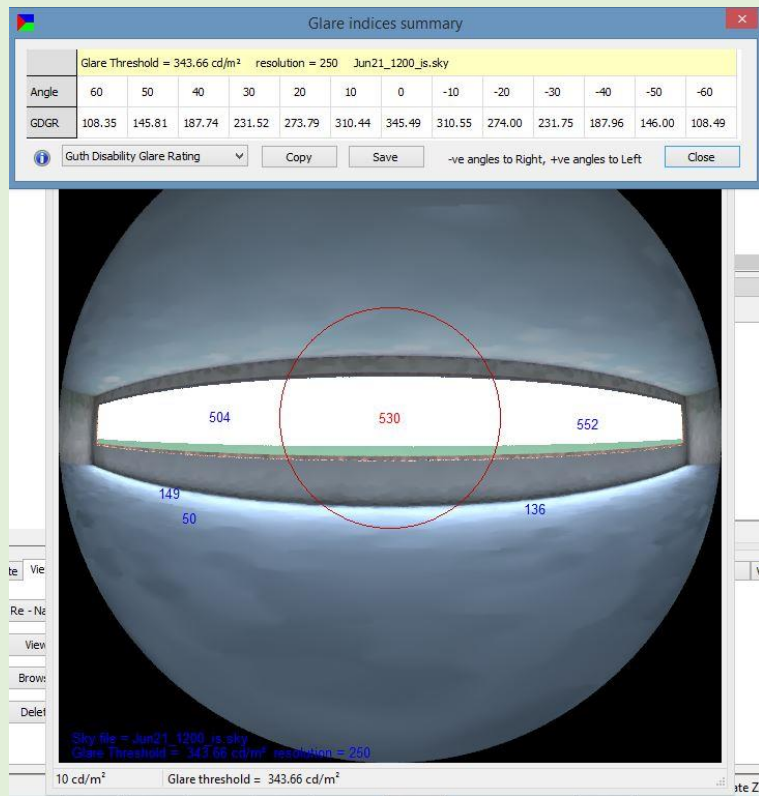 Glare indices summary
Glare Threshold = 343.66 cd/m² resolution = 250 Jun21_1200_is.sky
Angle 60 50 40 30 20 10 0 -10 -20 -30 -40 -50 -60
GDGR 108.35 145.81 187.74 231.52 273.79 310.44 345.49 310.55 274.00 231.75 187.96 146.00 108.49
Guth Disability Glare Rating Copy Save -ve angles to Right, +ve angles to Left Close
504 530 552
149 136
50
te Vie
Re - Na
View
Brows
Delet
Sky file = Jun21_1200_is.sky
Glare Threshold = 343.66 cd/m² resolution = 250
10 cd/m² Glare threshold = 343.66 cd/m²
ate Z